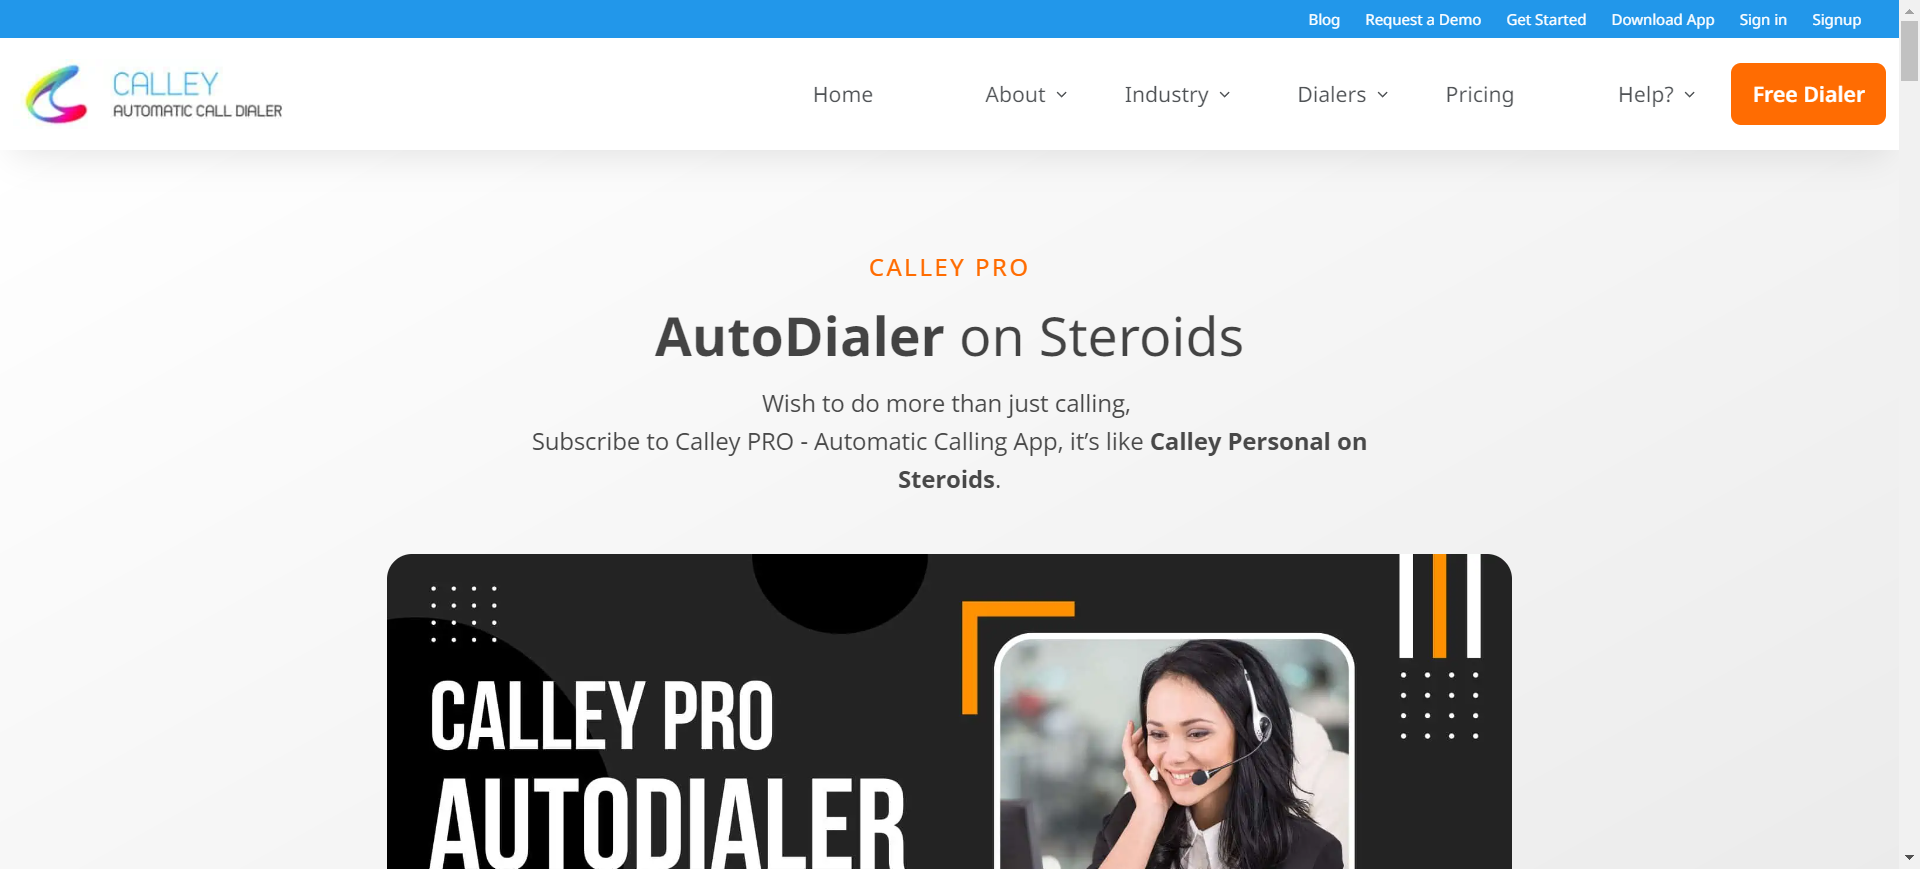 Blog Request a Demo Get Started Download App Sign in Signup
CALLEY
AUTOMATIC CALL DIALER
Home About Industry Dialers Pricing Help? Free Dialer
CALLEY PRO
AutoDialer on Steroids
Wish to do more than just calling,
Subscribe to Calley PRO - Automatic Calling App, it’s like Calley Personal on
Steroids.
CALLEY PRO
AUTODIALER